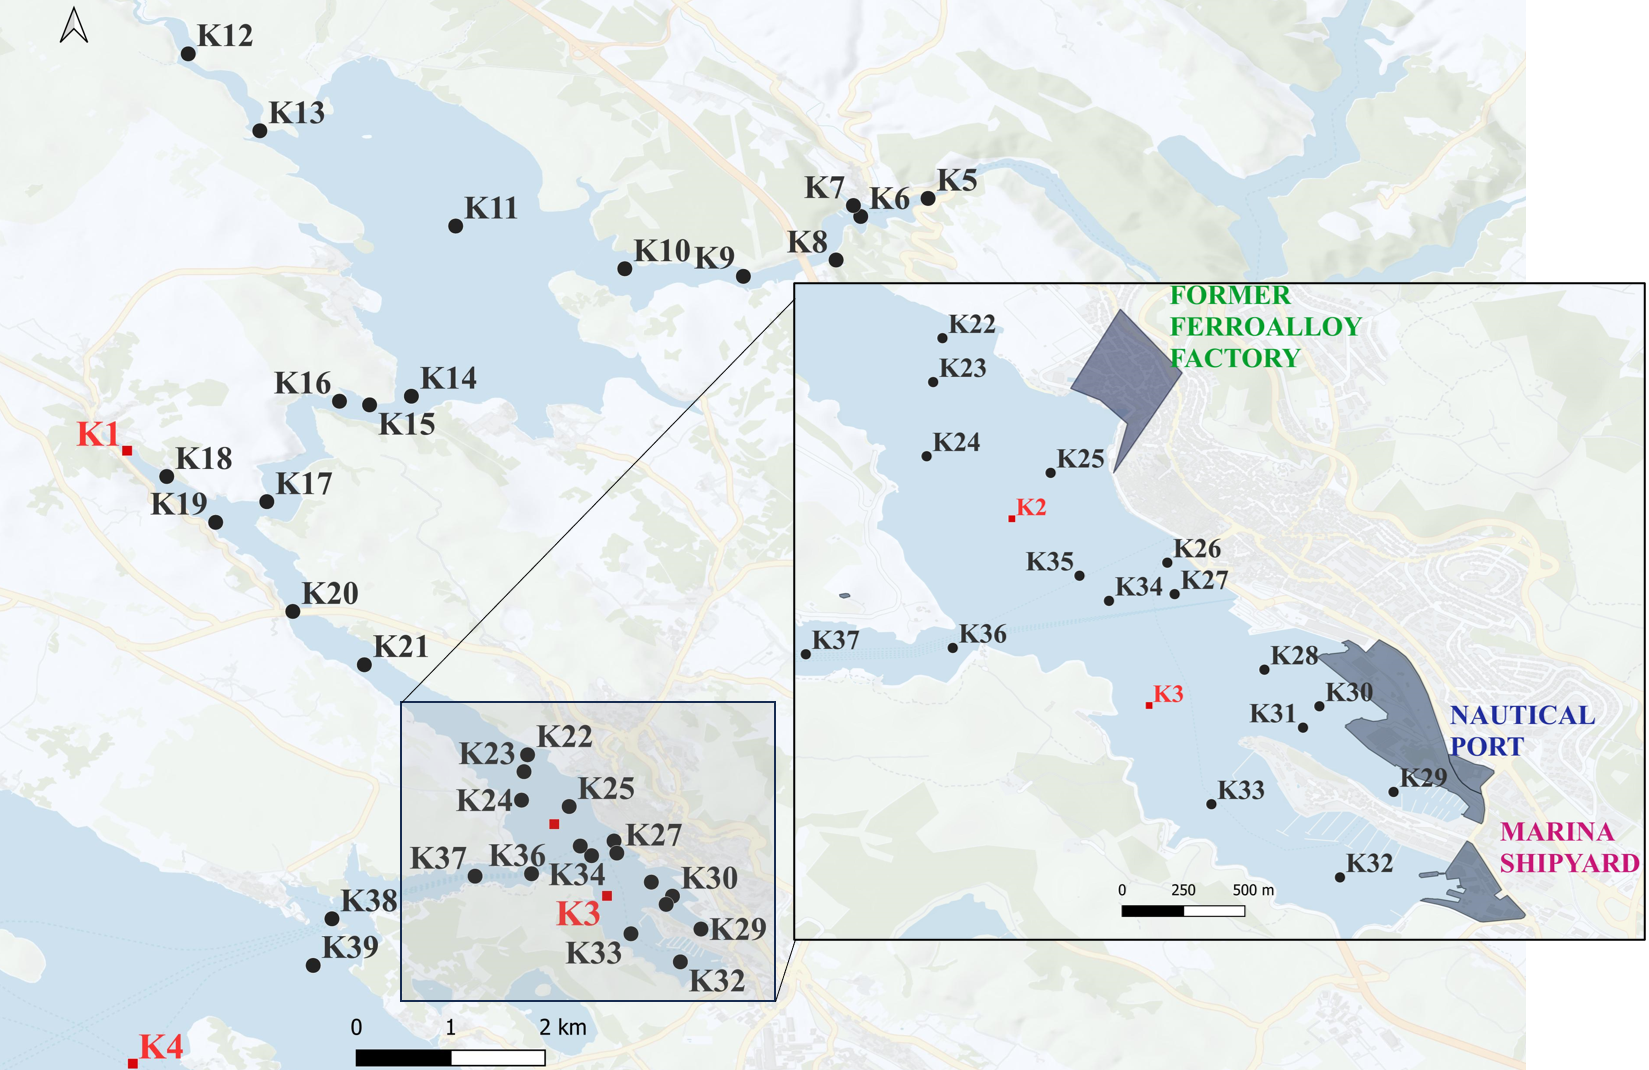 K12
K13
K11
K7
K6
K5
K8
K10
K9
K16
K14
K15
K1
K18
K17
K19
K20
K21
K22
K23
K25
K24
K27
K37
K36
K34
K30
K3
K29
K33
K32
K38
K39
K4
0 1 2 km
FORMER
FERROALLOY
FACTORY
K22
K23
K24
K25
K2
K26
K35
K27
K34
K36
K37
K28
K3
K30
K31
NAUTICAL
PORT
K29
K33
MARINA
SHIPYARD
K32
0 250 500 m